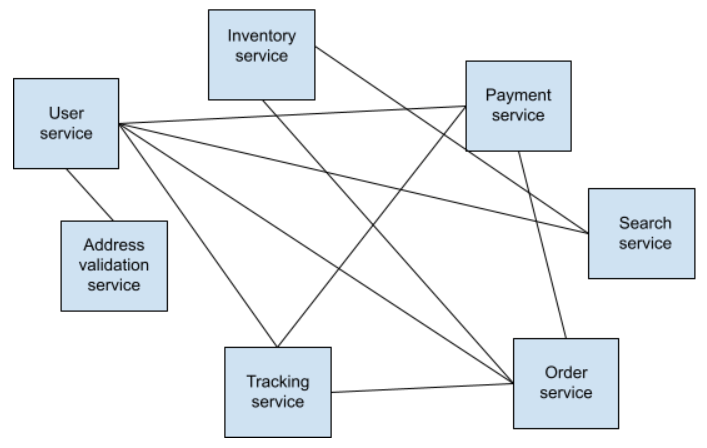 Inventory
service
User
service
Payment
service
Address
validation
service
Search
service
Tracking
service
Order
service